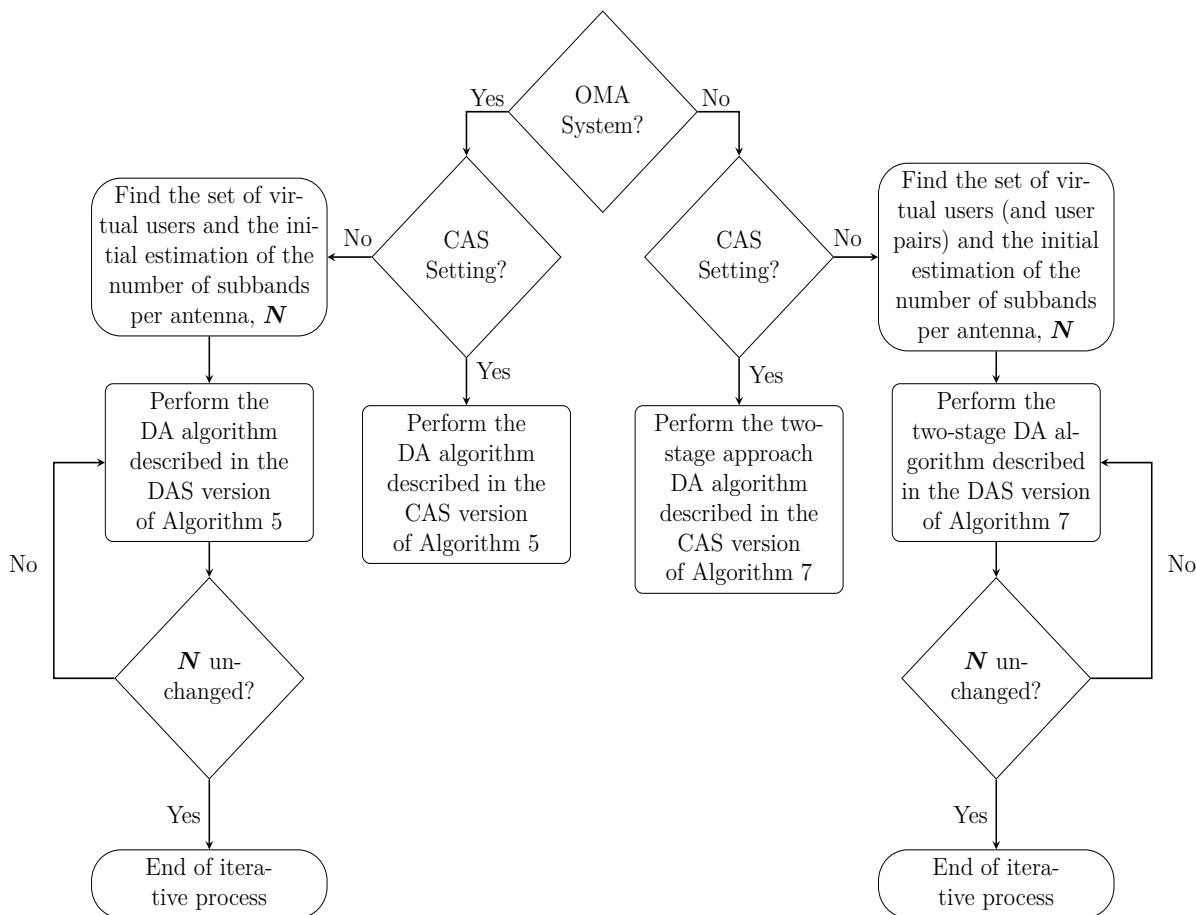 OMA
System?
Yes
No
CAS
Setting?
No
Yes
Find the set of vir-
tual users and the ini-
tial estimation of the
number of subbands
per antenna, N
Perform the
DA algorithm
described in the
DAS version
of Algorithm 5
Perform the
DA algorithm
described in the
CAS version
of Algorithm 5
N un-
changed?
No
Yes
End of itera-
tive process
CAS
Setting?
No
Yes
Find the set of vir-
tual users (and user
pairs) and the initial
estimation of the
number of subbands
per antenna, N
Perform the two-
stage approach
DA algorithm
described in the
CAS version
of Algorithm 7
Perform the
two-stage DA al-
gorithm described
in the DAS version
of Algorithm 7
N un-
changed?
No
Yes
End of itera-
tive process